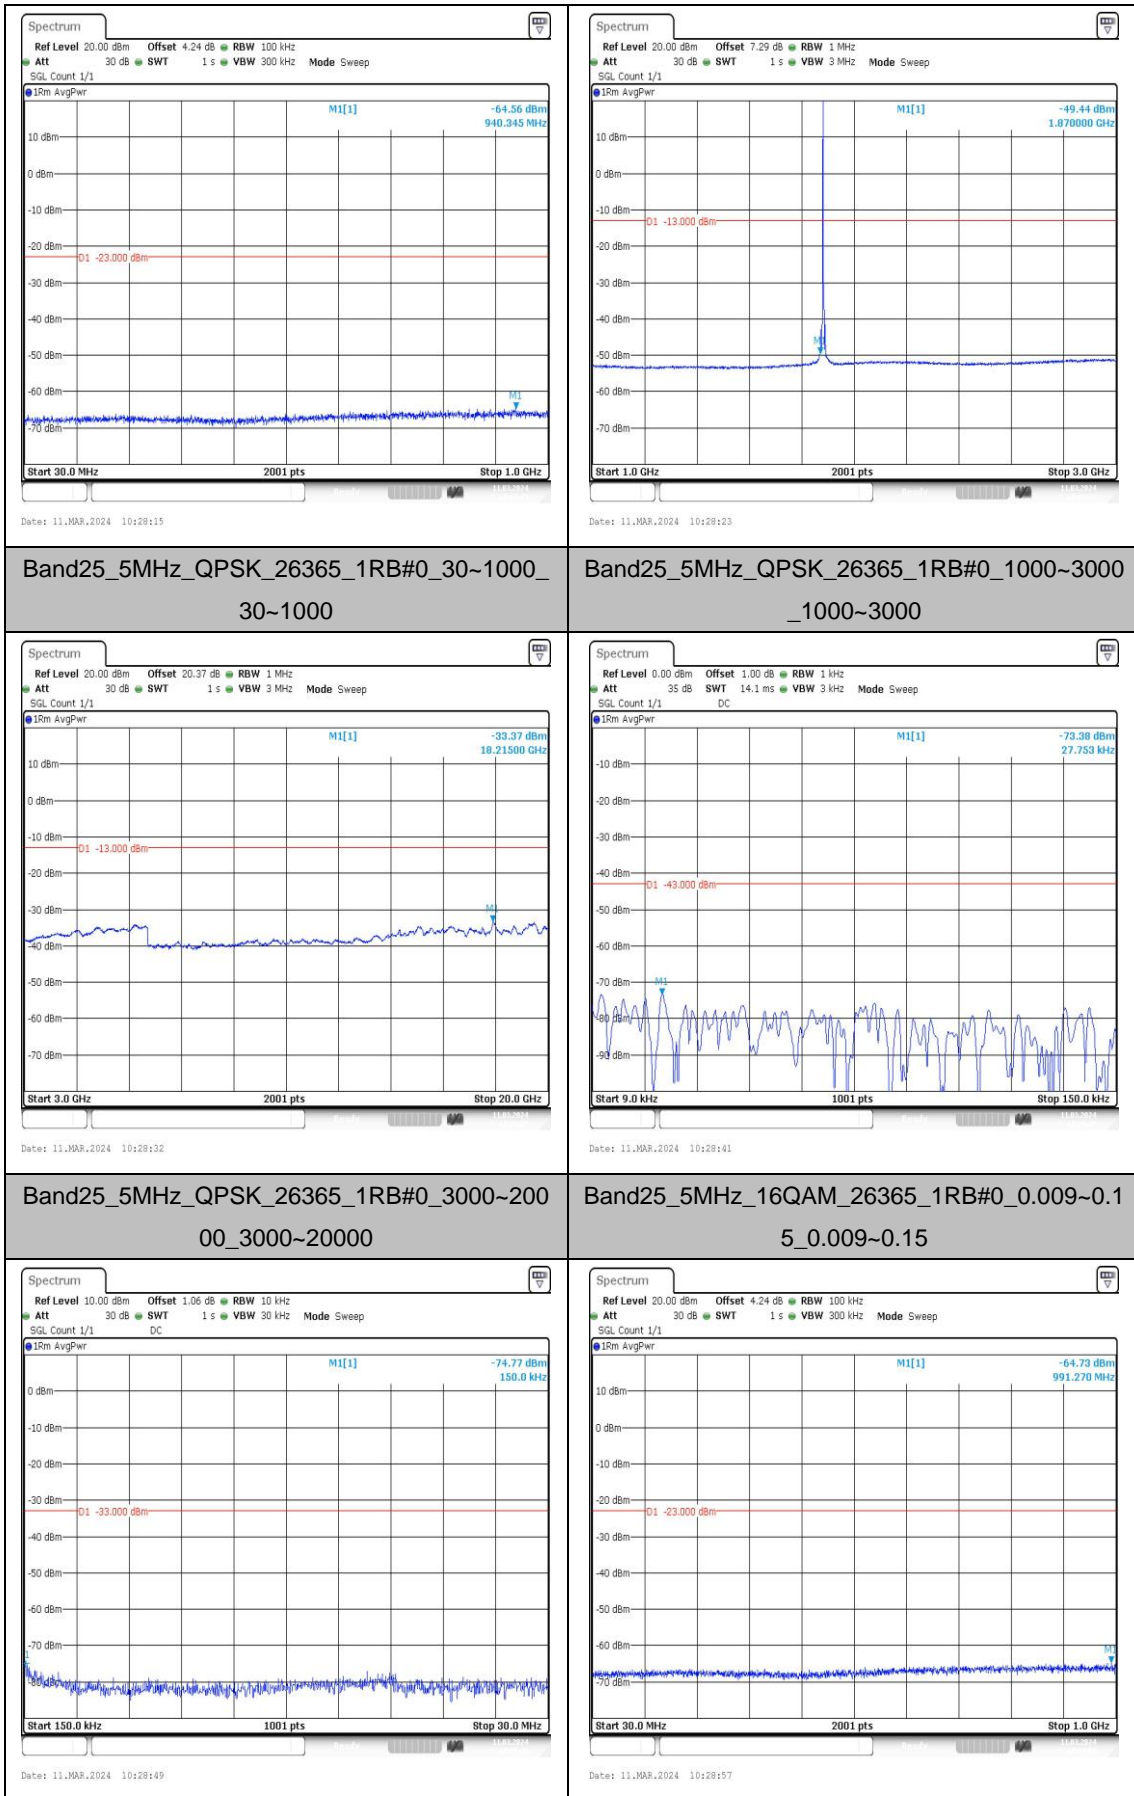 Spectrum
Ref Level 20.00 dBm Offset 4.24 dB RBW 100 kHz
Att 30 dB SWT 1 s VBW 300 kHz Mode Sweep
SGL Count 1/1
1Rm AvgPwr
M1[1] -64.56 dBm
940.345 MHz
10 dBm
0 dBm
-10 dBm
-20 dBm
D1 -23.000 dBm
-30 dBm
-40 dBm
-50 dBm
-60 dBm
M1
-70 dBm
Start 30.0 MHz 2001 pts Stop 1.0 GHz
Date: 11.MAR.2024 10:28:15
Spectrum
Ref Level 20.00 dBm Offset 7.29 dB RBW 1 MHz
Att 30 dB SWT 1 s VBW 3 MHz Mode Sweep
SGL Count 1/1
1Rm AvgPwr
M1[1] -49.44 dBm
1.870000 GHz
10 dBm
0 dBm
-10 dBm
D1 -13.000 dBm
-20 dBm
-30 dBm
-40 dBm
-50 dBm
-60 dBm
-70 dBm
Start 1.0 GHz 2001 pts Stop 3.0 GHz
Date: 11.MAR.2024 10:28:23
Band25_5MHz_QPSK_26365_1RB#0_30~1000_
30~1000
Band25_5MHz_QPSK_26365_1RB#0_1000~3000
_1000~3000
Spectrum
Ref Level 20.00 dBm Offset 20.37 dB RBW 1 MHz
Att 30 dB SWT 1 s VBW 3 MHz Mode Sweep
SGL Count 1/1
1Rm AvgPwr
M1[1] -33.37 dBm
18.21500 GHz
10 dBm
0 dBm
-10 dBm
D1 -13.000 dBm
-20 dBm
-30 dBm
M1
-40 dBm
-50 dBm
-60 dBm
-70 dBm
Start 3.0 GHz 2001 pts Stop 20.0 GHz
Date: 11.MAR.2024 10:28:32
Spectrum
Ref Level 0.00 dBm Offset 1.00 dB RBW 1 kHz
Att 35 dB SWT 14.1 ms VBW 3 kHz Mode Sweep
SGL Count 1/1 DC
1Rm AvgPwr
M1[1] -73.38 dBm
27.753 kHz
-10 dBm
-20 dBm
-30 dBm
-40 dBm
D1 -43.000 dBm
-50 dBm
-60 dBm
-70 dBm
M1
-80 dBm
-90 dBm
Start 9.0 kHz 1001 pts Stop 150.0 kHz
Date: 11.MAR.2024 10:28:41
Band25_5MHz_QPSK_26365_1RB#0_3000~200
00_3000~20000
Band25_5MHz_16QAM_26365_1RB#0_0.009~0.1
5_0.009~0.15
Spectrum
Ref Level 10.00 dBm Offset 1.06 dB RBW 10 kHz
Att 30 dB SWT 1 s VBW 30 kHz Mode Sweep
SGL Count 1/1 DC
1Rm AvgPwr
M1[1] -74.77 dBm
150.0 kHz
0 dBm
-10 dBm
-20 dBm
-30 dBm
D1 -33.000 dBm
-40 dBm
-50 dBm
-60 dBm
-70 dBm
-80 dBm
Start 150.0 kHz 1001 pts Stop 30.0 MHz
Date: 11.MAR.2024 10:28:49
Spectrum
Ref Level 20.00 dBm Offset 4.24 dB RBW 100 kHz
Att 30 dB SWT 1 s VBW 300 kHz Mode Sweep
SGL Count 1/1
1Rm AvgPwr
M1[1] -64.73 dBm
991.270 MHz
10 dBm
0 dBm
-10 dBm
-20 dBm
D1 -23.000 dBm
-30 dBm
-40 dBm
-50 dBm
-60 dBm
M1
-70 dBm
Start 30.0 MHz 2001 pts Stop 1.0 GHz
Date: 11.MAR.2024 10:28:57